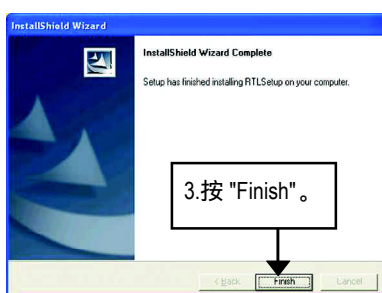 InstallShield Wizard
InstallShield Wizard Complete
Setup has finished installing RTLSetup on your computer.
3.按 "Finish"。
< Back
Finish
Cancel